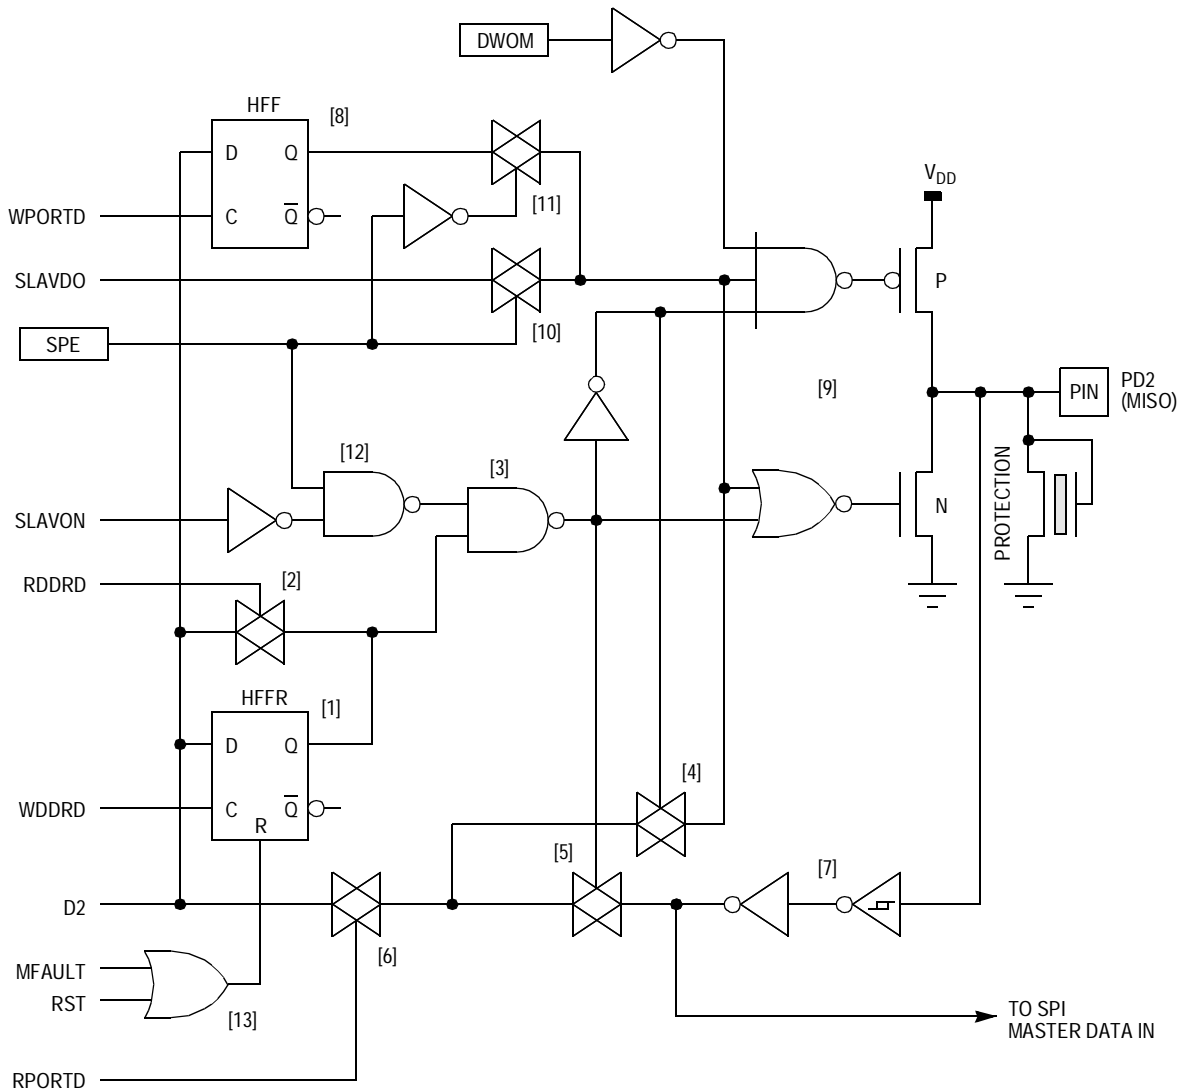 DWOM
HFF
[8]
D
Q
VDD
[11]
WPORTD
C
Q
SLAVDO
P
[10]
SPE
PIN
PD2
(MISO)
[9]
[12]
[3]
PROTECTION
N
SLAVON
RDDRD
[2]
HFFR
[1]
D
Q
[4]
WDDRD
C
Q
R
[5]
[7]
D2
[6]
MFAULT
RST
[13]
TO SPI
MASTER DATA IN
RPORTD